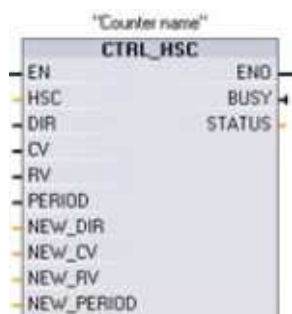 "Counter name"
CTRL_HSC
EN ENO
HSC BUSY
DIR STATUS
CV
RV
PERIOD
NEW_DIR
NEW_CV
NEW_RV
NEW_PERIOD